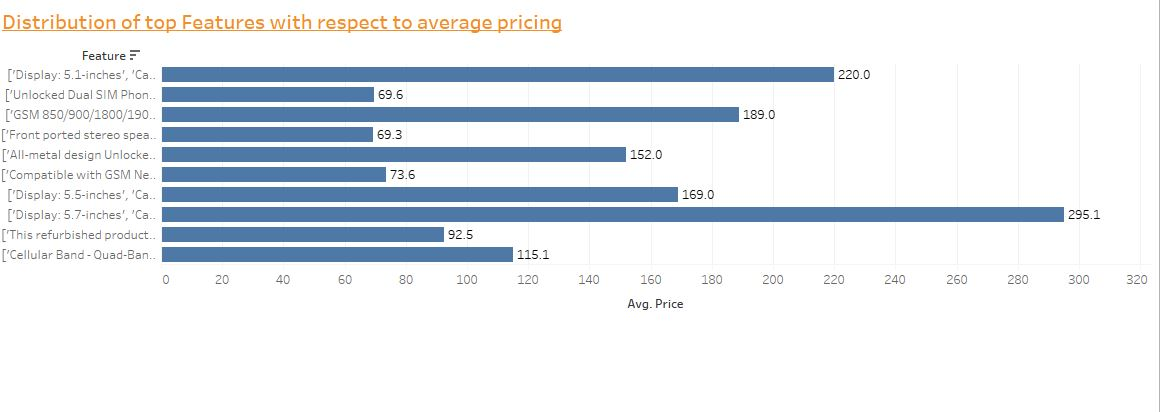 Distribution of top Features with respect to average pricing
Feature
['Display: 5.1-inches', 'Ca.. 220.0
['Unlocked Dual SIM Phon.. 69.6
['GSM 850/900/1800/190.. 189.0
['Front ported stereo spea.. 69.3
['All-metal design Unlocke.. 152.0
['Compatible with GSM Ne.. 73.6
['Display: 5.5-inches', 'Ca.. 169.0
['Display: 5.7-inches', 'Ca.. 295.1
['This refurbished product.. 92.5
['Cellular Band - Quad-Ban.. 115.1
0 20 40 60 80 100 120 140 160 180 200 220 240 260 280 300 320
Avg. Price